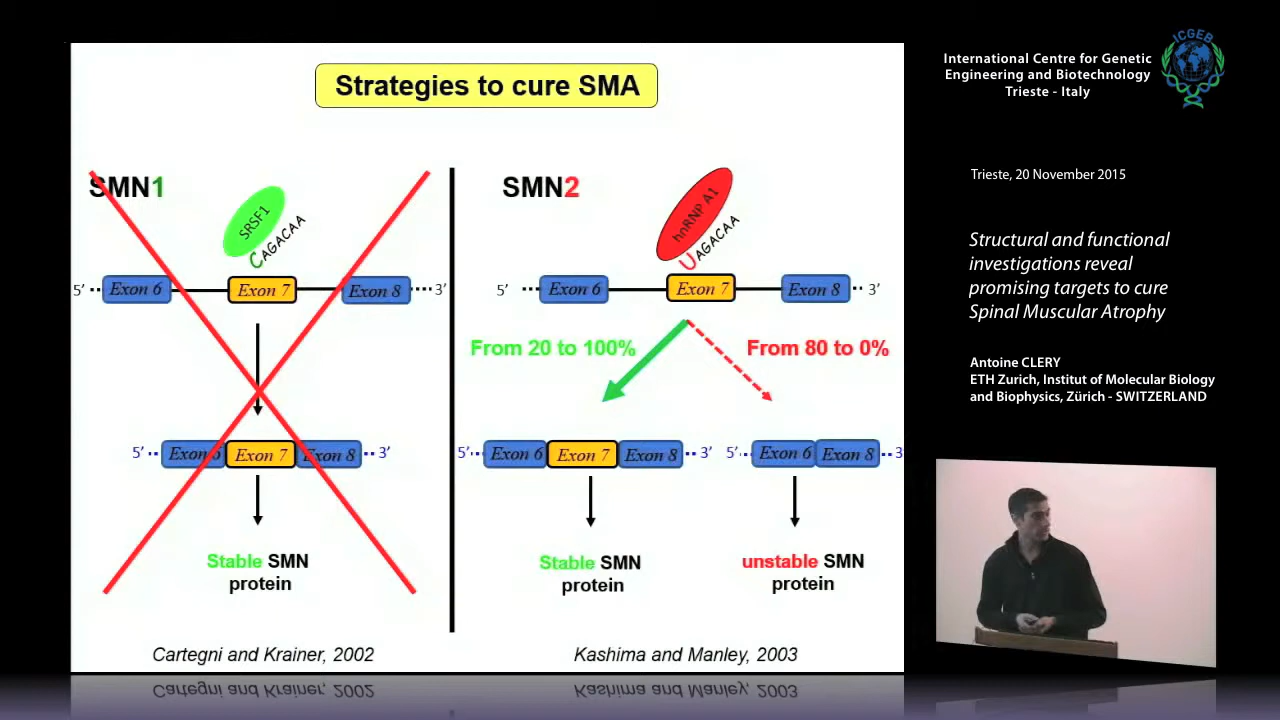 Strategies to cure SMA
SMN1
SRSF1
CAGACAA
5’
Exon 6
Exon 7
Exon 8
3’
5’
Exon 6
Exon 7
Exon 8
3’
Stable SMN
protein
Cartegni and Krainer, 2002
SMN2
hnRNP A1
UAGACAA
5’
Exon 6
Exon 7
Exon 8
3’
From 20 to 100%
From 80 to 0%
5’
Exon 6
Exon 7
Exon 8
3’
5’
Exon 6
Exon 8
3
Stable SMN
protein
unstable SMN
protein
Kashima and Manley, 2003
International Centre for Genetic
Engineering and Biotechnology
Trieste - Italy
ICGEB
Trieste, 20 November 2015
Structural and functional
investigations reveal
promising targets to cure
Spinal Muscular Atrophy
Antoine CLERY
ETH Zurich, Institut of Molecular Biology
and Biophysics, Zürich - SWITZERLAND